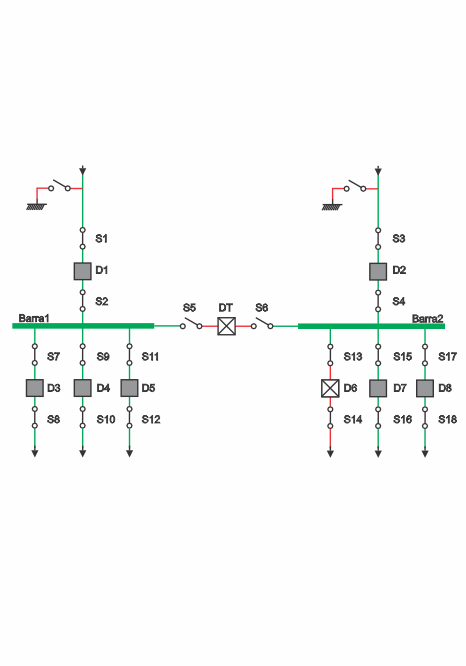 S1 S3
D1 D2
S2 S4
S5 DT S6
Barra1 Barra2
S7 S9 S11 S13 S15 S17
D3 D4 D5 D6 D7 D8
S8 S10 S12 S14 S16 S18